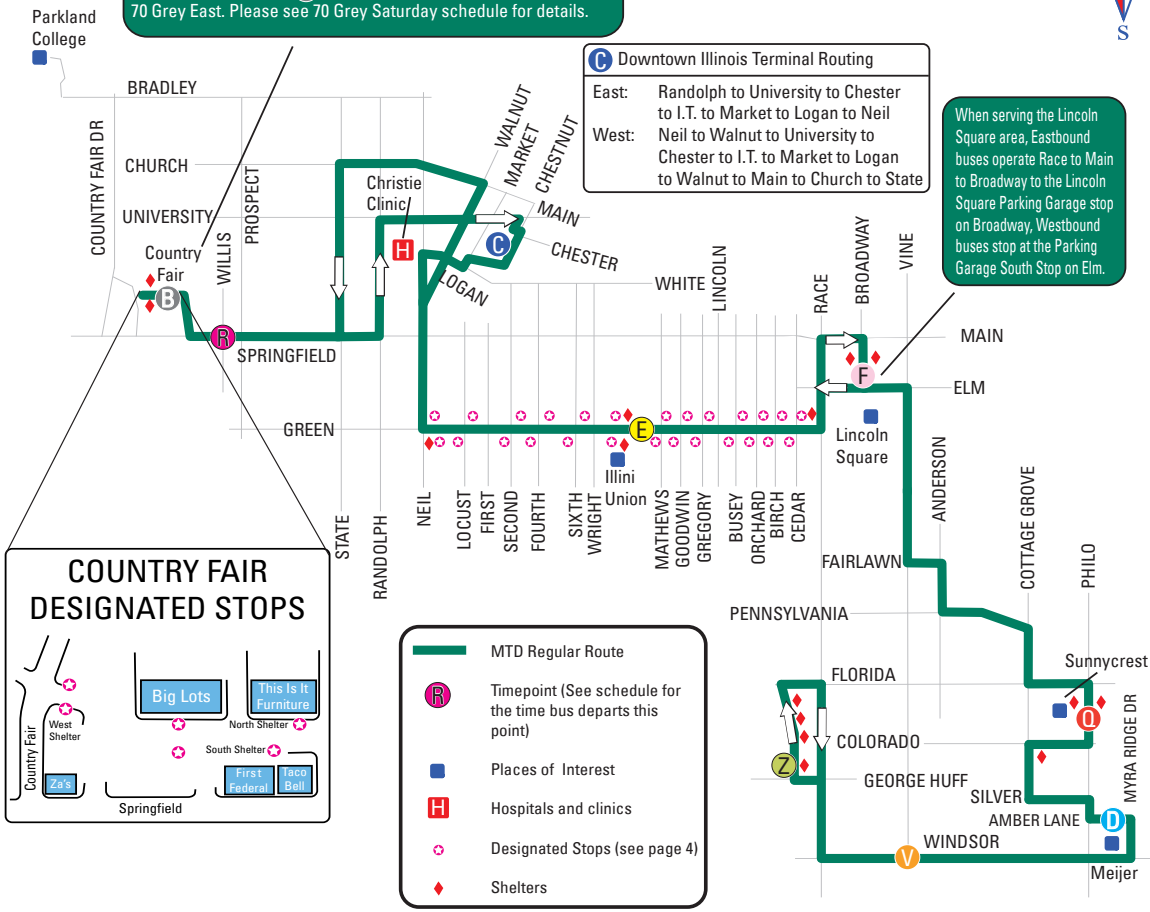 70 Grey East. Please see 70 Grey Saturday schedule for details.
S
Parkland
College
C Downtown Illinois Terminal Routing
East: Randolph to University to Chester
to I.T. to Market to Logan to Neil
West: Neil to Walnut to University to
Chester to I.T. to Market to Logan
to Walnut to Main to Church to State
When serving the Lincoln
Square area, Eastbound
buses operate Race to Main
to Broadway to the Lincoln
Square Parking Garage stop
on Broadway, Westbound
buses stop at the Parking
Garage South Stop on Elm.
BRADLEY
COUNTRY FAIR DR
CHURCH
UNIVERSITY
PROSPECT
WILLIS
Country
Fair
B
R
SPRINGFIELD
Christie
Clinic
H
WALNUT
MARKET
CHESTNUT
MAIN
C
CHESTER
LOGAN
WHITE
LINCOLN
RACE
BROADWAY
VINE
MAIN
F
ELM
Lincoln
Square
GREEN
E
Illini
Union
STATE
RANDOLPH
NEIL
LOCUST
FIRST
SECOND
FOURTH
SIXTH
WRIGHT
MATHEWS
GOODWIN
GREGORY
BUSEY
ORCHARD
BIRCH
CEDAR
ANDERSON
COTTAGE GROVE
PHILO
FAIRLAWN
PENNSYLVANIA
Sunnycrest
FLORIDA
Q
COLORADO
MYRA RIDGE DR
Z
GEORGE HUFF
SILVER
AMBER LANE
D
WINDSOR
V
Meijer
COUNTRY FAIR
DESIGNATED STOPS
Big Lots
This Is It
Furniture
West
Shelter
North Shelter
South Shelter
Country Fair
Za's
First
Federal
Taco
Bell
Springfield
MTD Regular Route
R
Timepoint (See schedule for
the time bus departs this
point)
Places of Interest
H
Hospitals and clinics
Designated Stops (see page 4)
Shelters